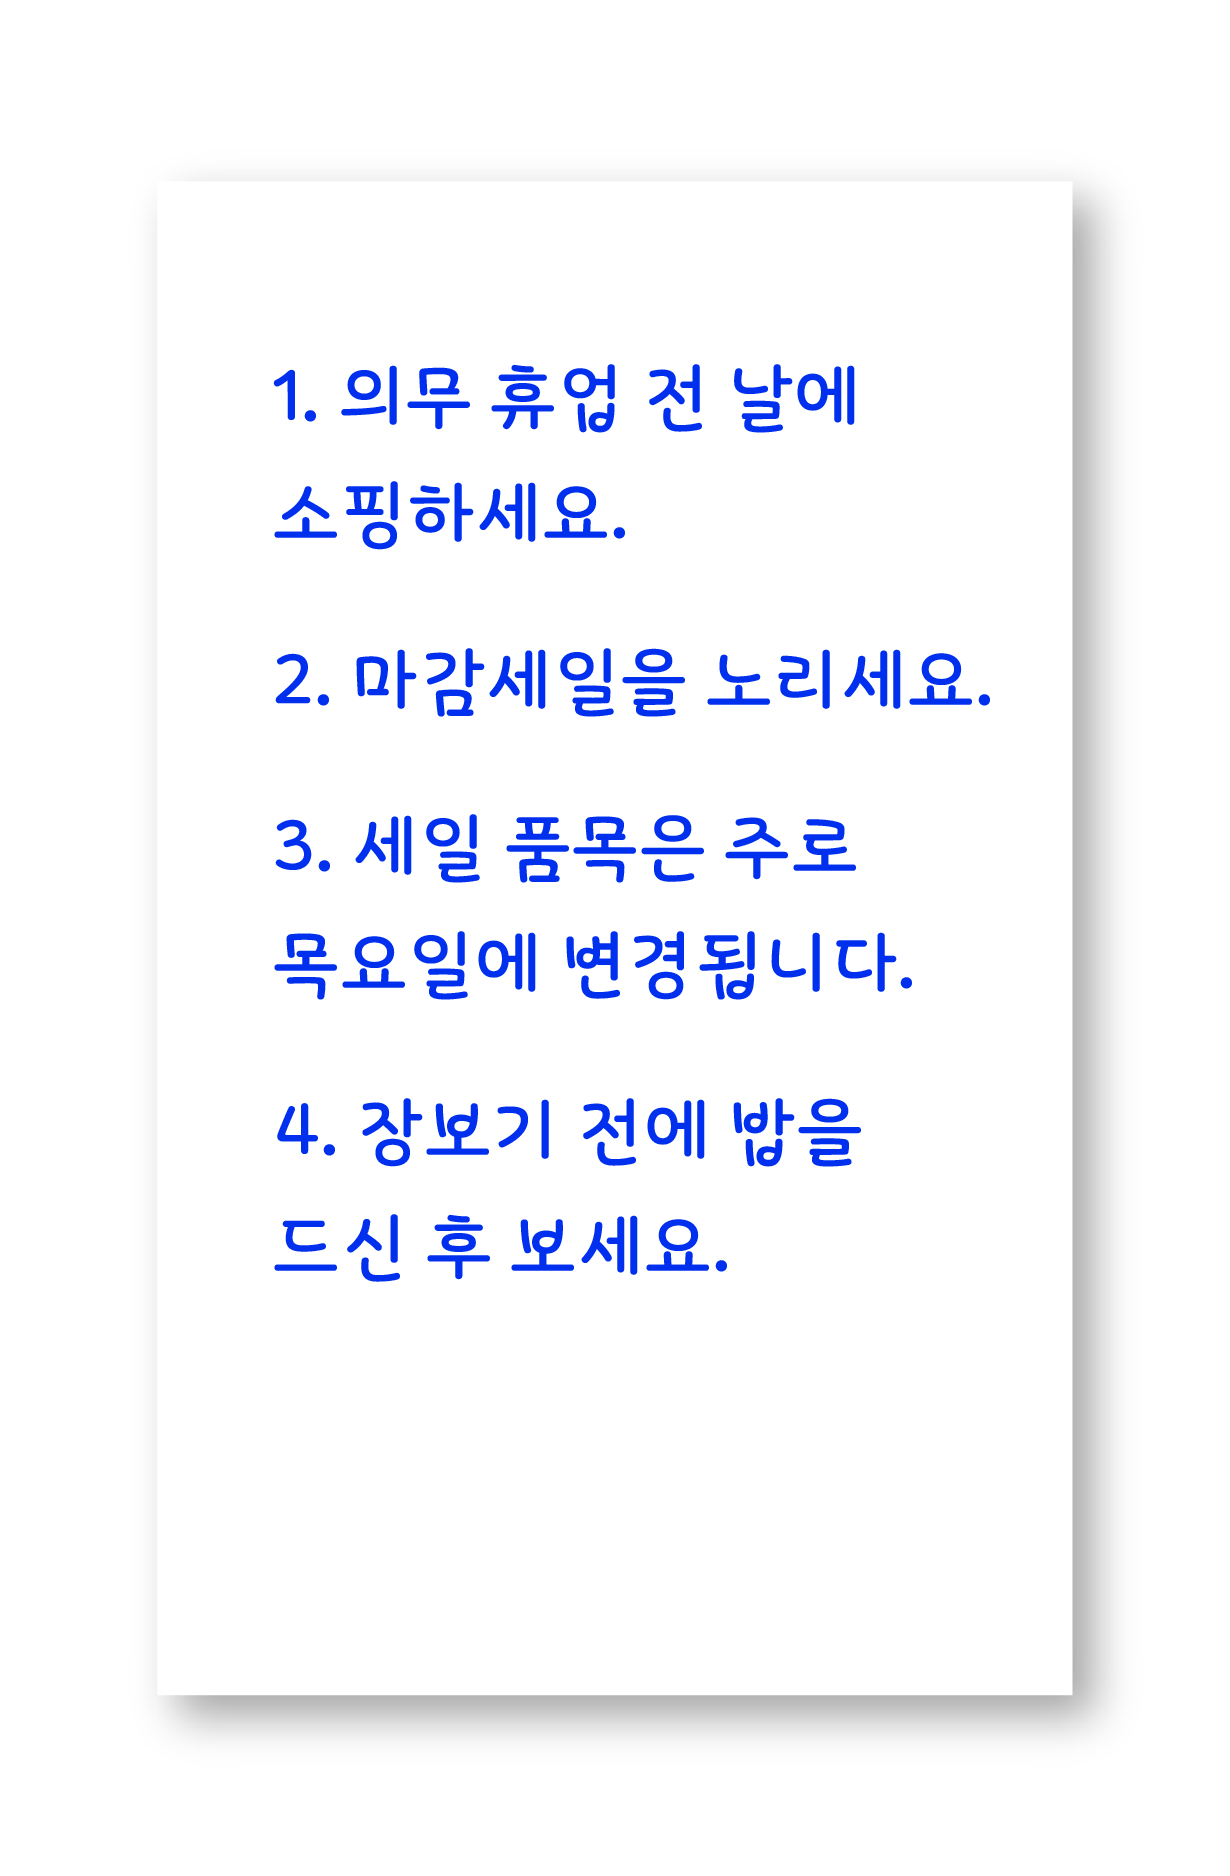 1. 의무 휴업 전 날에
쇼핑하세요.
2. 마감세일을 노리세요.
3. 세일 품목은 주로
목요일에 변경됩니다.
4. 장보기 전에 밥을
드신 후 보세요.